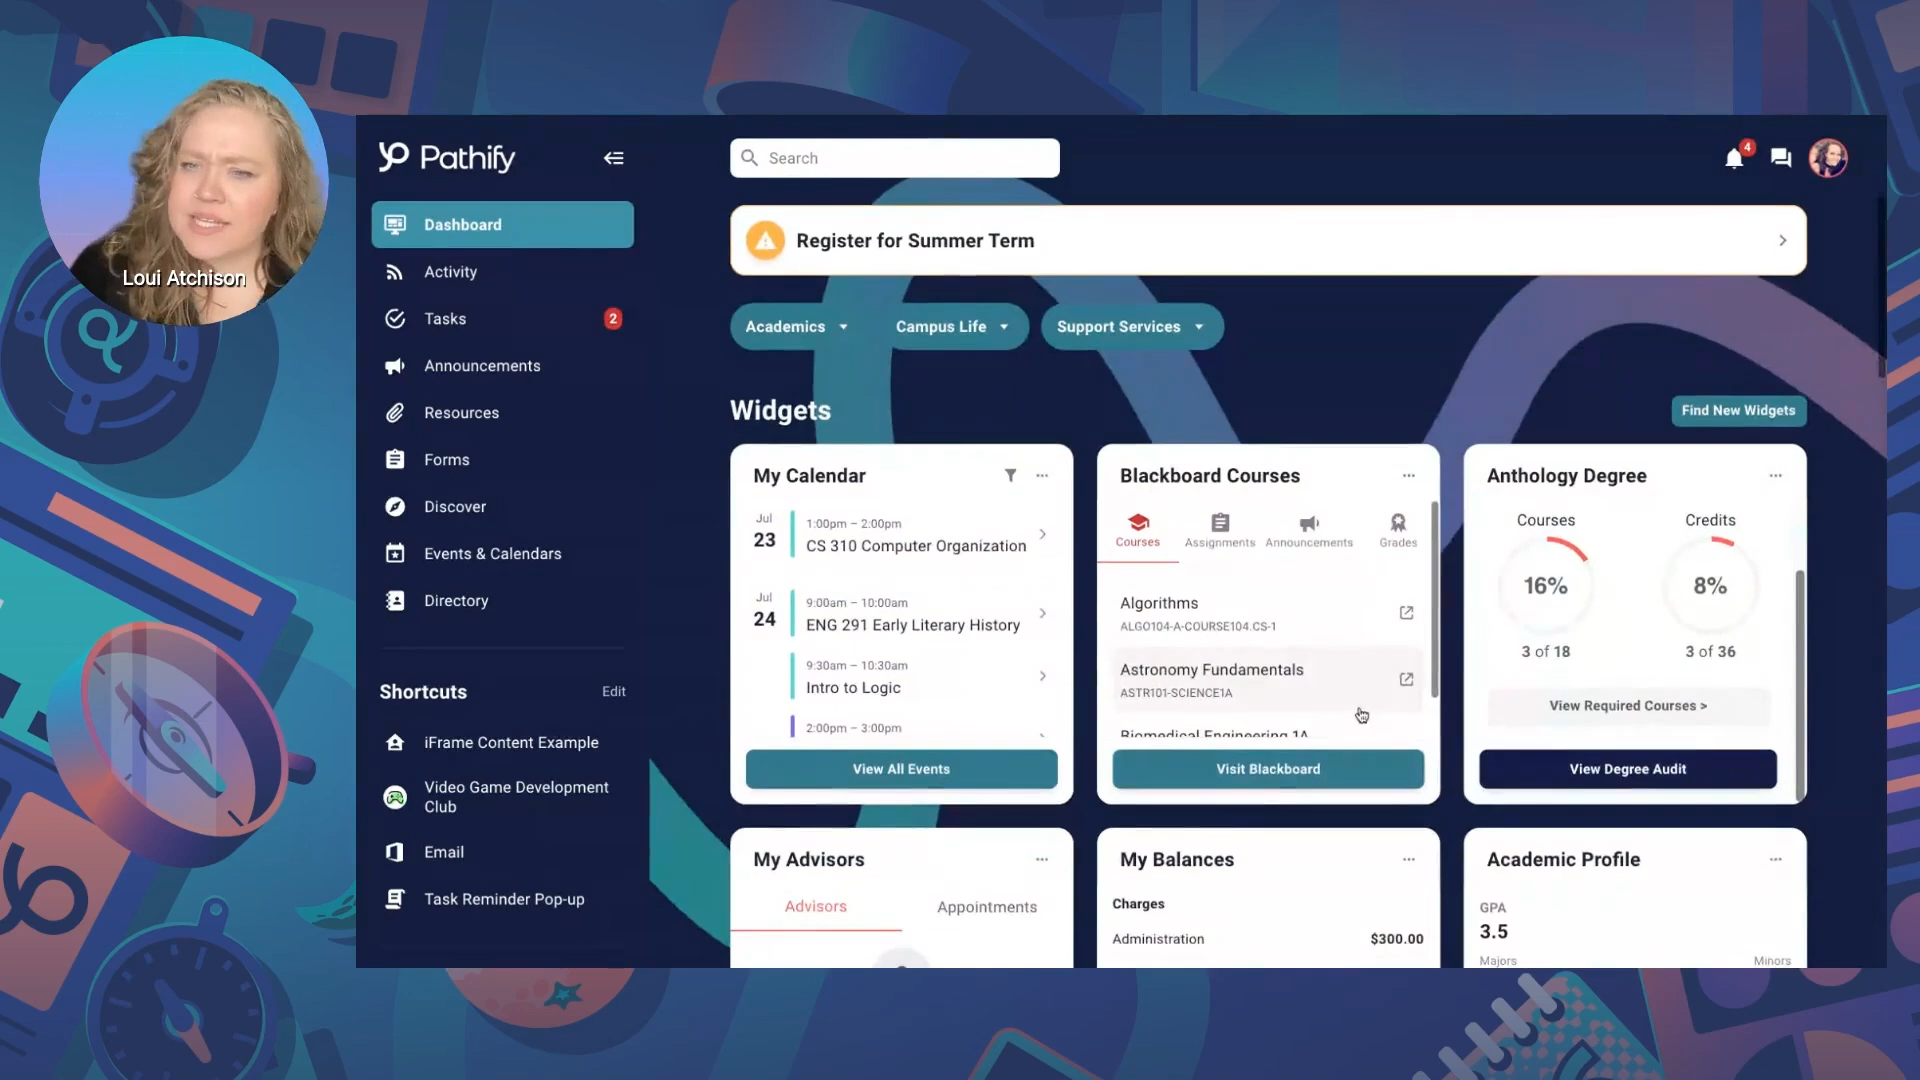 Loui Atchison
Pathify
Search
4
Register for Summer Term
Dashboard
Activity
Tasks
2
Announcements
Resources
Forms
Discover
Events & Calendars
Directory
Shortcuts
Edit
iFrame Content Example
Video Game Development
Club
Email
Task Reminder Pop-up
Academics
Campus Life
Support Services
Widgets
Find New Widgets
My Calendar
Jul
23
1:00pm – 2:00pm
CS 310 Computer Organization
Jul
24
9:00am – 10:00am
ENG 291 Early Literary History
9:30am – 10:30am
Intro to Logic
2:00pm – 3:00pm
View All Events
Blackboard Courses
Courses
Assignments
Announcements
Grades
Algorithms
ALGO104-A-COURSE104.CS-1
Astronomy Fundamentals
ASTR101-SCIENCE1A
Biomedical Engineering 1A
Visit Blackboard
Anthology Degree
Courses
Credits
16%
8%
3 of 18
3 of 36
View Required Courses >
View Degree Audit
My Advisors
Advisors
Appointments
My Balances
Charges
Administration
$300.00
Academic Profile
GPA
3.5
Majors
Minors